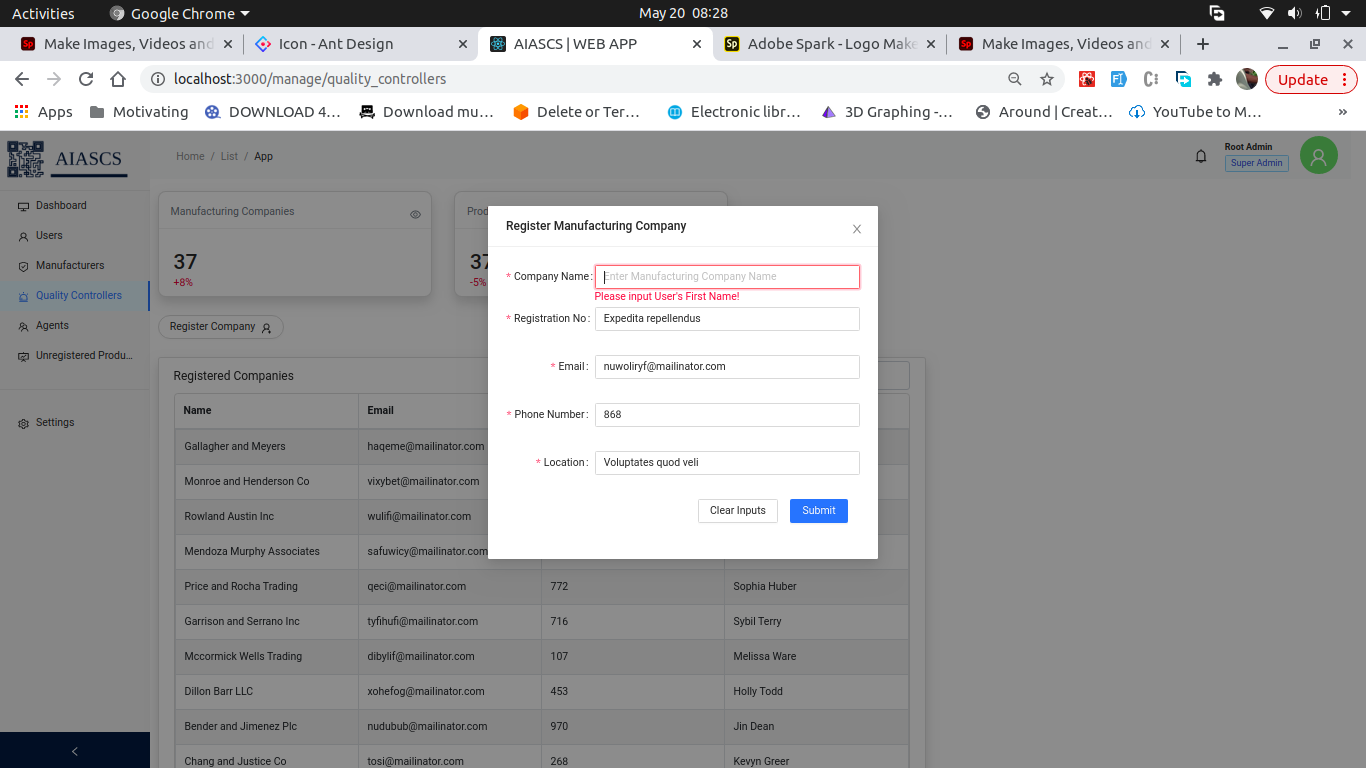 Activities Google Chrome May 20 08:28
Make Images, Videos and Icon - Ant Design AIASCS | WEB APP Adobe Spark - Logo Make Make Images, Videos and
localhost:3000/manage/quality_controllers Update
Apps Motivating DOWNLOAD 4... Download mu... Delete or Ter... Electronic libr... 3D Graphing -... Around | Creat... YouTube to M... »
AIASCS Home / List / App Root Admin
Super Admin
Dashboard
Users
Manufacturers
Quality Controllers
Agents
Unregistered Produ...
Settings
Manufacturing Companies
37
+8%
Prod
37
-5%
Register Company
Registered Companies
Name Email
Gallagher and Meyers haqeme@mailinator.com
Monroe and Henderson Co vixybet@mailinator.com
Rowland Austin Inc wulifi@mailinator.com
Mendoza Murphy Associates safuwicy@mailinator.com
Price and Rocha Trading qeci@mailinator.com 772 Sophia Huber
Garrison and Serrano Inc tyfihufi@mailinator.com 716 Sybil Terry
Mccormick Wells Trading dibylif@mailinator.com 107 Melissa Ware
Dillon Barr LLC xohefog@mailinator.com 453 Holly Todd
Bender and Jimenez Plc nudubub@mailinator.com 970 Jin Dean
Chang and Justice Co tosi@mailinator.com 268 Kevyn Greer
Register Manufacturing Company
* Company Name: Enter Manufacturing Company Name
Please input User's First Name!
* Registration No: Expedita repellendus
* Email: nuwoliryf@mailinator.com
* Phone Number: 868
* Location: Voluptates quod veli
Clear Inputs Submit